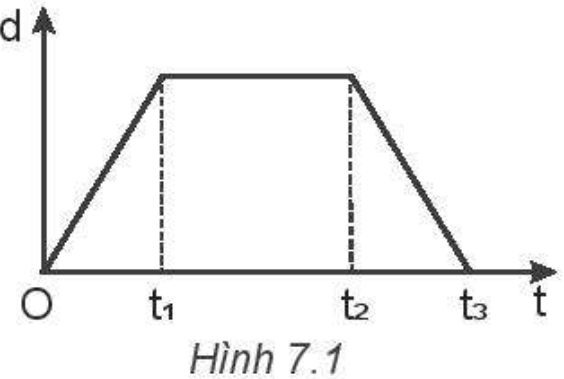 d
O t₁ t₂ t₃ t
Hình 7.1